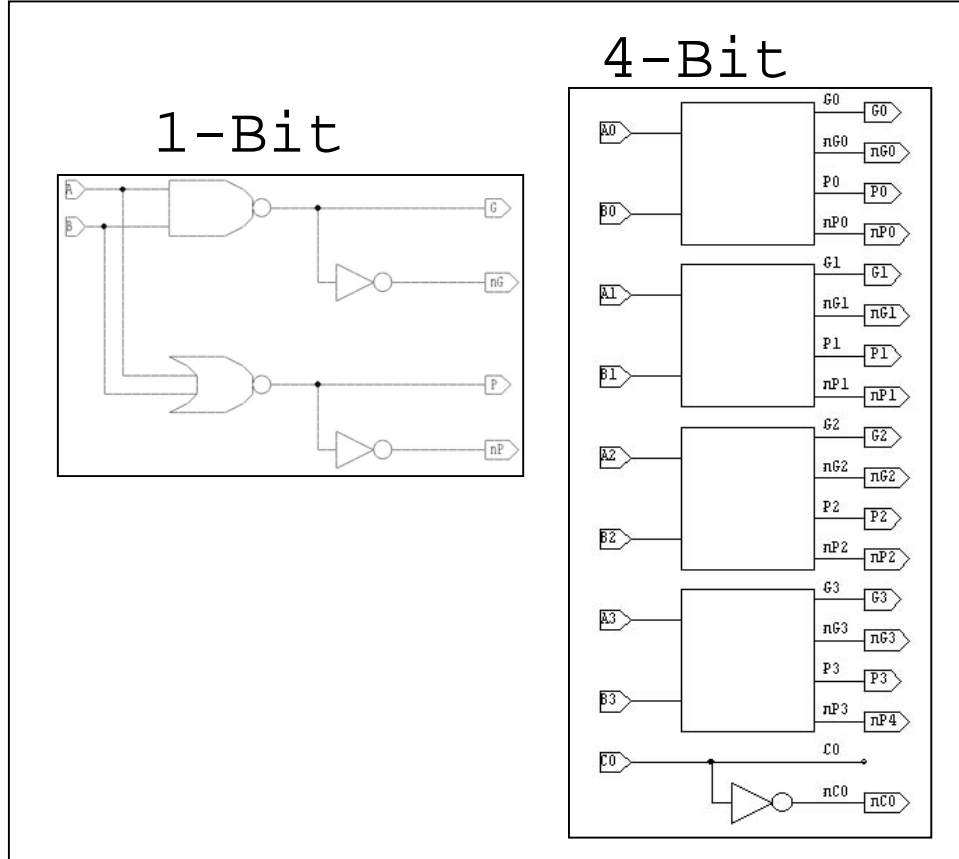 1-Bit
A
B
G
nG
P
nP
4-Bit
A0
B0
G0 G0
nG0 nG0
P0 P0
nP0 nP0
A1
B1
G1 G1
nG1 nG1
P1 P1
nP1 nP1
A2
B2
G2 G2
nG2 nG2
P2 P2
nP2 nP2
A3
B3
G3 G3
nG3 nG3
P3 P3
nP3 nP4
C0 C0
nC0 nC0